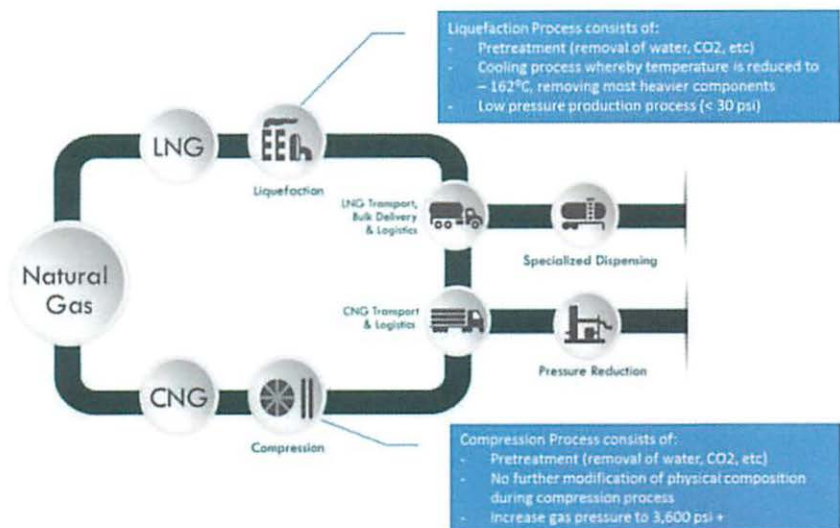 Liquefaction Process consists of:
- Pretreatment (removal of water, CO2, etc)
- Cooling process whereby temperature is reduced to
– 162°C, removing most heavier components
- Low pressure production process (< 30 psi)
LNG
Liquefaction
LNG Transport,
Bulk Delivery
& Logistics
Specialized Dispensing
Natural
Gas
CNG Transport
& Logistics
Pressure Reduction
CNG
Compression
Compression Process consists of:
- Pretreatment (removal of water, CO2, etc)
- No further modification of physical composition
during compression process
- Increase gas pressure to 3,600 psi +